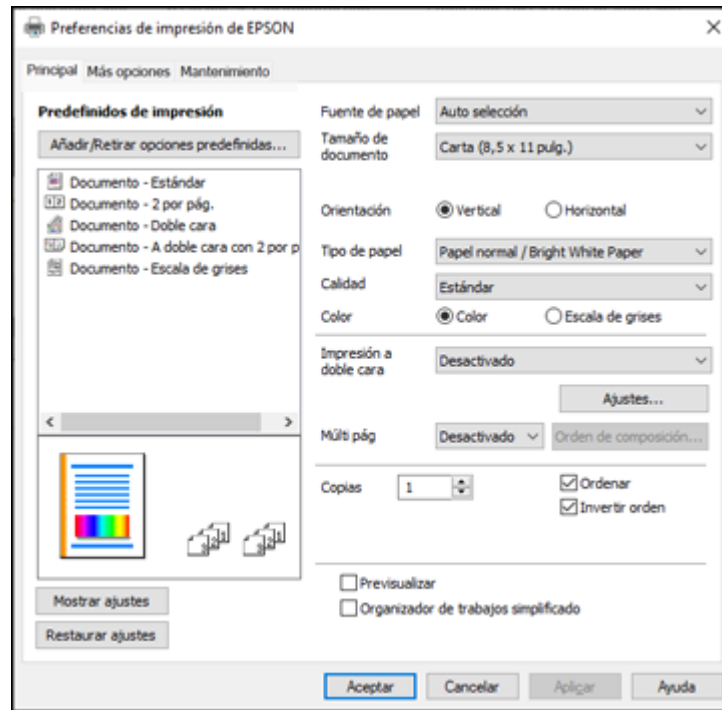 Preferencias de impresión de EPSON
Principal Más opciones Mantenimiento
Predefinidos de impresión
Añadir/Retirar opciones predefinidas...
Documento - Estándar
Documento - 2 por pág.
Documento - Doble cara
Documento - A doble cara con 2 por p
Documento - Escala de grises
Mostrar ajustes
Restaurar ajustes
Fuente de papel Auto selección
Tamaño de
documento Carta (8,5 x 11 pulg.)
Orientación Vertical Horizontal
Tipo de papel Papel normal / Bright White Paper
Calidad Estándar
Color Color Escala de grises
Impresión a
doble cara Desactivado
Ajustes...
Múlti pág Desactivado Orden de composición...
Copias 1 Ordenar
Invertir orden
Previsualizar
Organizador de trabajos simplificado
Aceptar Cancelar Aplicar Ayuda